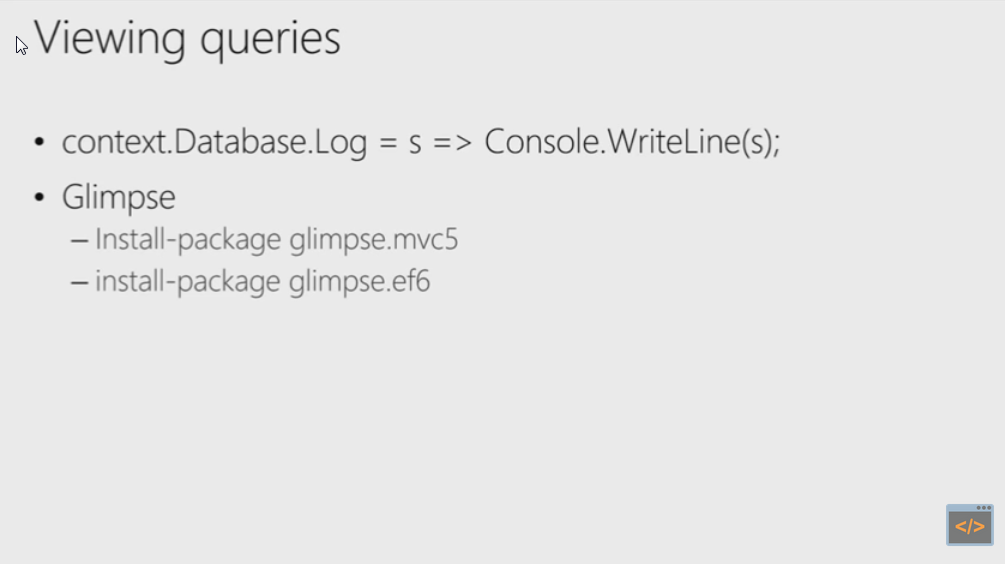 Viewing queries
• context.Database.Log = s => Console.WriteLine(s);
• Glimpse
– Install-package glimpse.mvc5
– install-package glimpse.ef6
</>